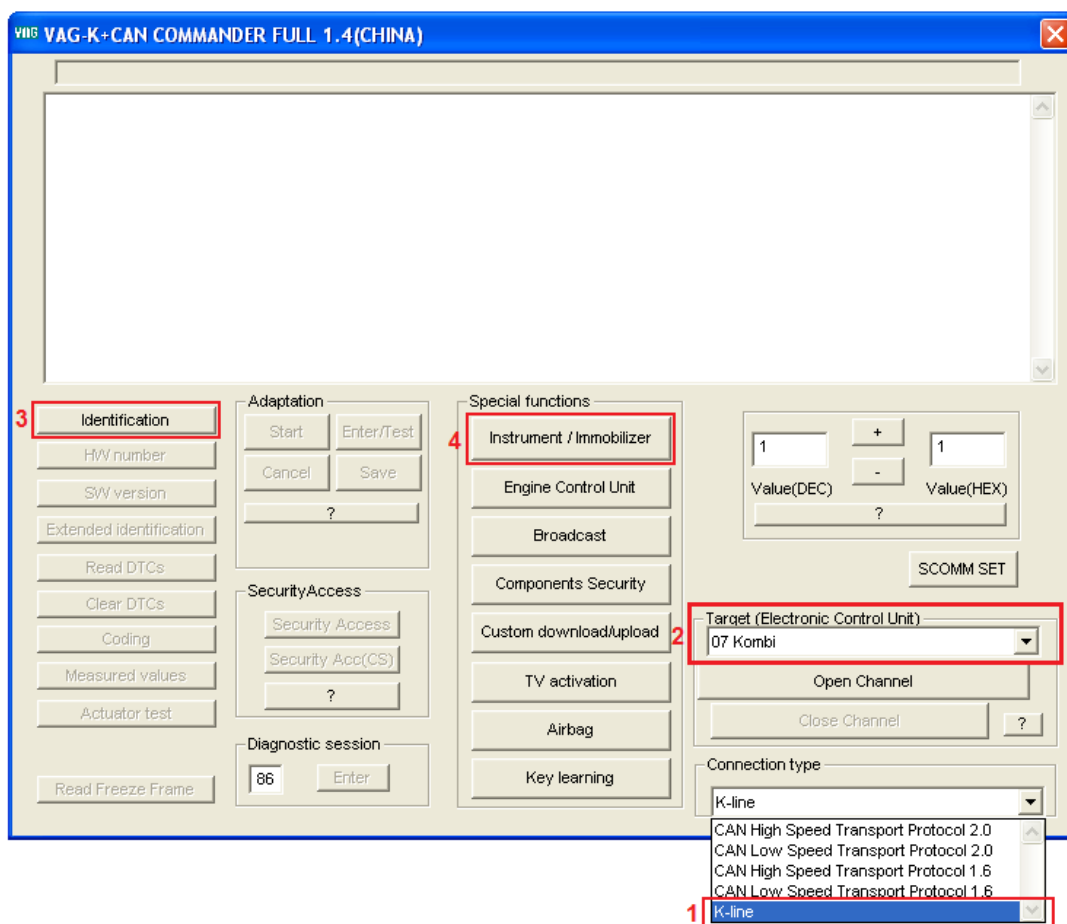 VAG VAG-K+CAN COMMANDER FULL 1.4(CHINA)
3
Identification
HW number
SW version
Extended identification
Read DTCs
Clear DTCs
Coding
Measured values
Actuator test
Read Freeze Frame
Adaptation
Start
Enter/Test
Cancel
Save
?
SecurityAccess
Security Access
Security Acc(CS)
?
Diagnostic session
86
Enter
Special functions
4
Instrument / Immobilizer
Engine Control Unit
Broadcast
Components Security
Custom download/upload
TV activation
Airbag
Key learning
1
+
1
-
Value(DEC)
Value(HEX)
?
SCOMM SET
2
Target (Electronic Control Unit)
07 Kombi
Open Channel
Close Channel
?
Connection type
K-line
CAN High Speed Transport Protocol 2.0
CAN Low Speed Transport Protocol 2.0
CAN High Speed Transport Protocol 1.6
CAN Low Speed Transport Protocol 1.6
1
K-line